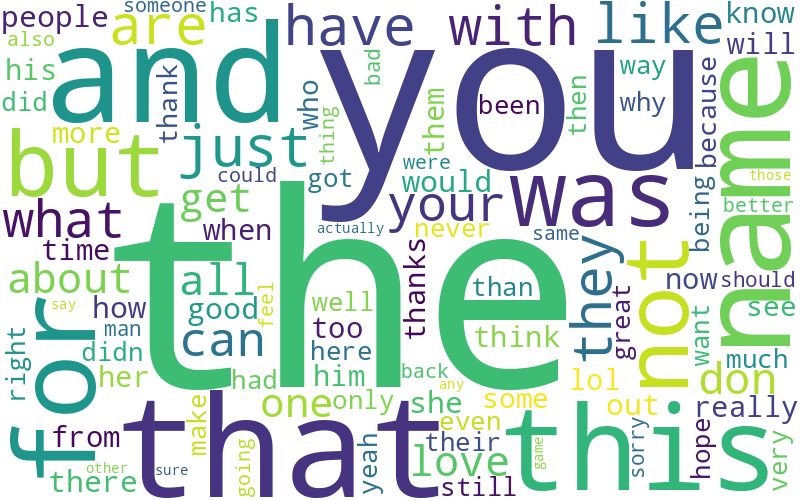 someone
people
has
know
are
have
with
like
also
and
you
will
his
bad
way
because
did
who
been
then
why
more
thank
them
thing
but
just
were
name
could
got
would
those
get
your
was
better
what
when
actually
never
same
being
time
the
not
they
about
all
thanks
than
now
should
feel
say
how
good
well
great
see
for
man
can
too
think
want
right
didn
here
much
her
had
him
back
any
lol
don
that
one
only
she
some
out
really
this
make
from
even
yeah
their
sorry
hope
very
love
game
other
sure
going
there
still